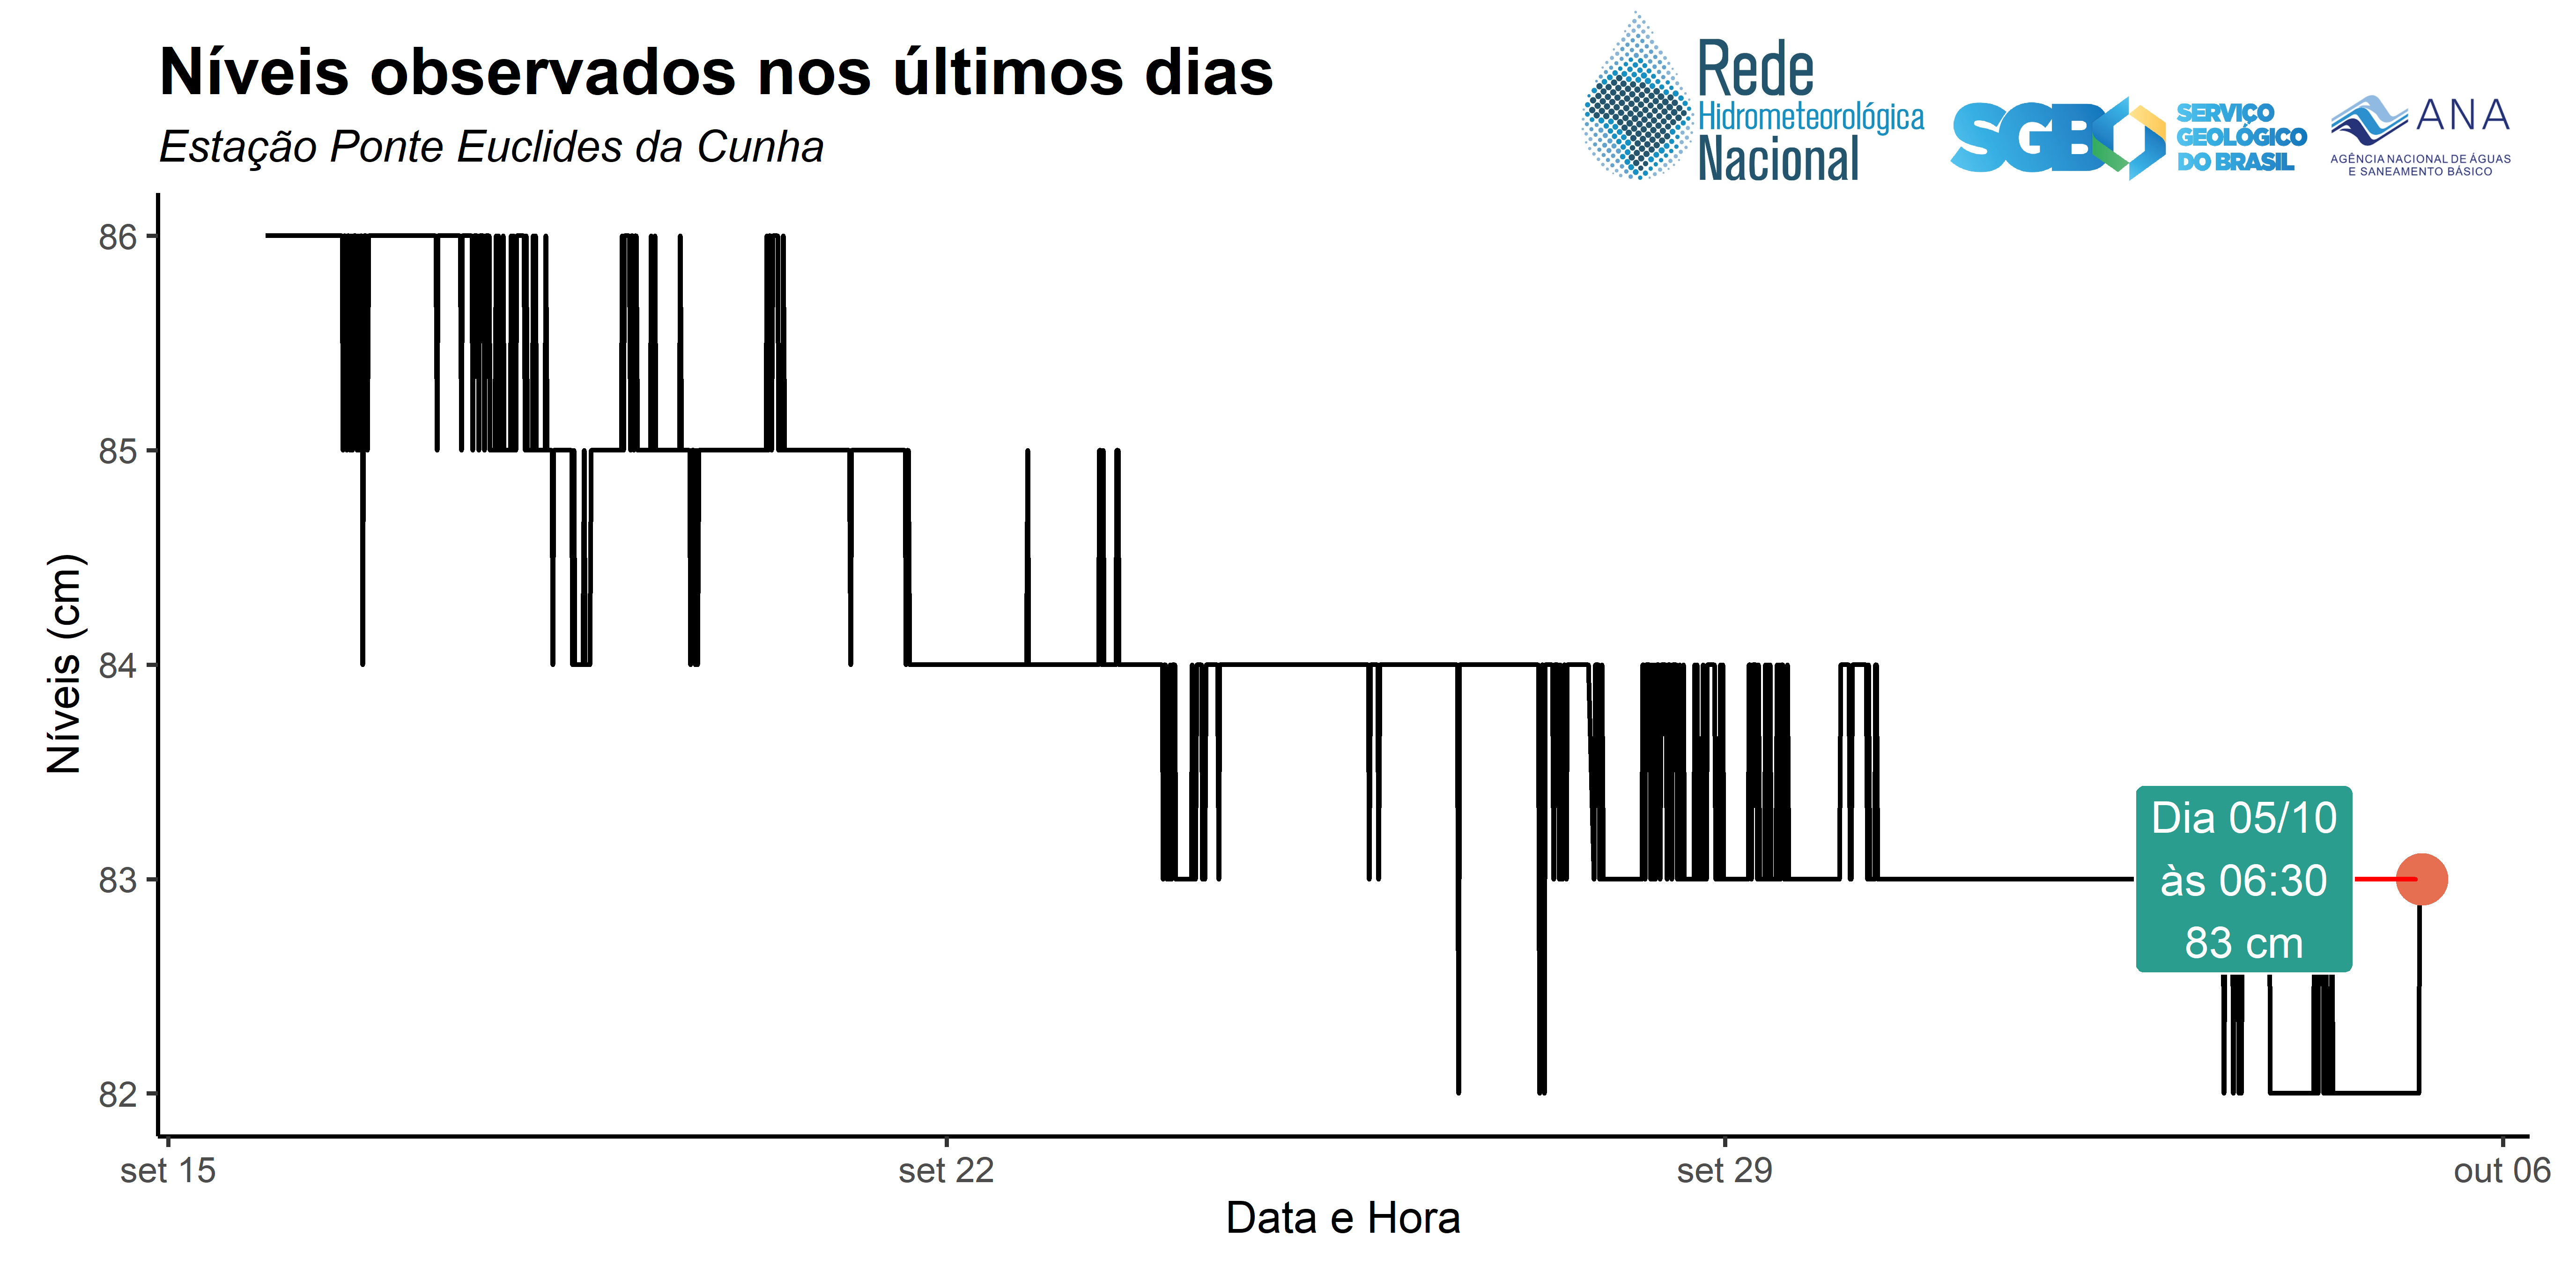 Níveis observados nos últimos dias
Estação Ponte Euclides da Cunha
Rede
Hidrometeorológica
Nacional
SGB
SERVIÇO
GEOLÓGICO
DO BRASIL
ANA
AGÊNCIA NACIONAL DE ÁGUAS
E SANEAMENTO BÁSICO
Níveis (cm)
86
85
84
83
82
Dia 05/10
às 06:30
83 cm
set 15
set 22
set 29
out 06
Data e Hora